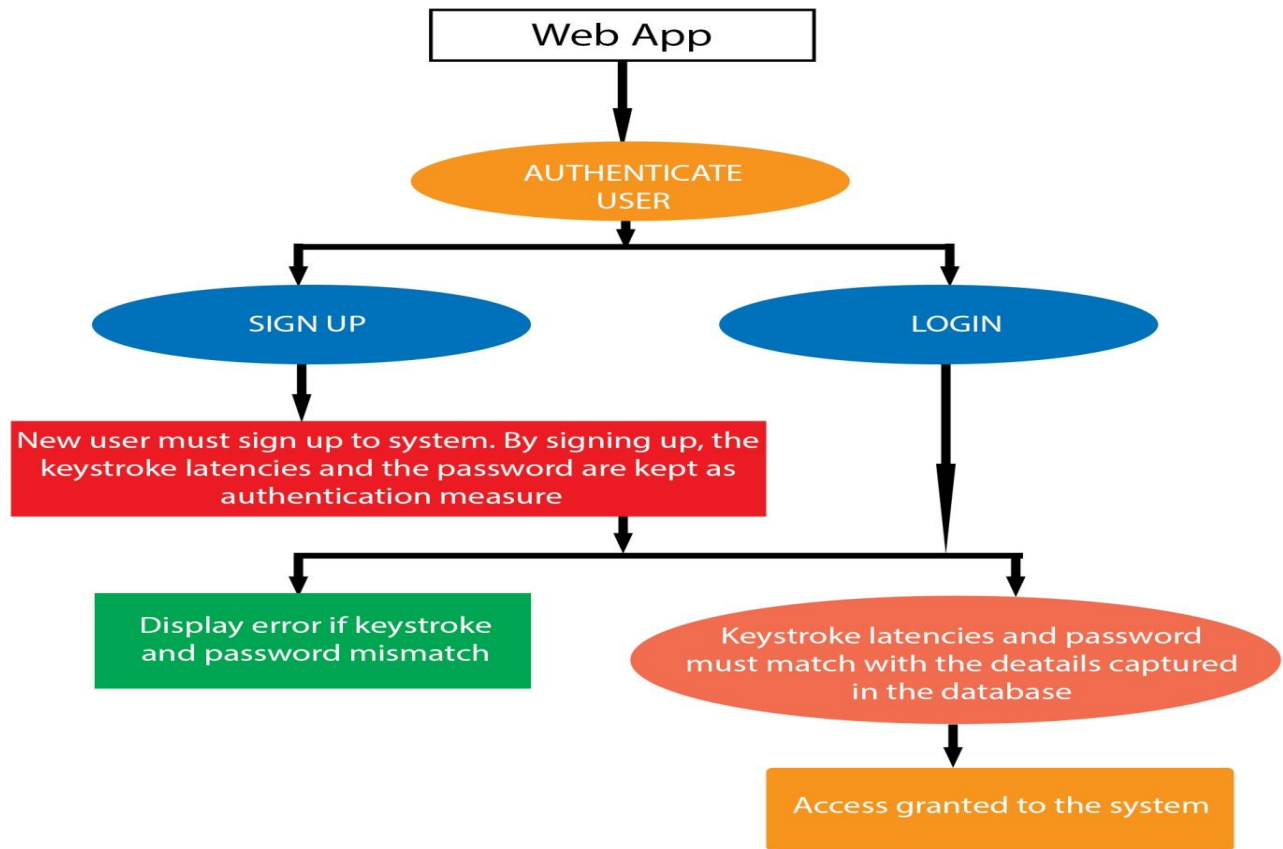 Web App
AUTHENTICATE
USER
SIGN UP
LOGIN
New user must sign up to system. By signing up, the
keystroke latencies and the password are kept as
authentication measure
Display error if keystroke
and password mismatch
Keystroke latencies and password
must match with the deatails captured
in the database
Access granted to the system